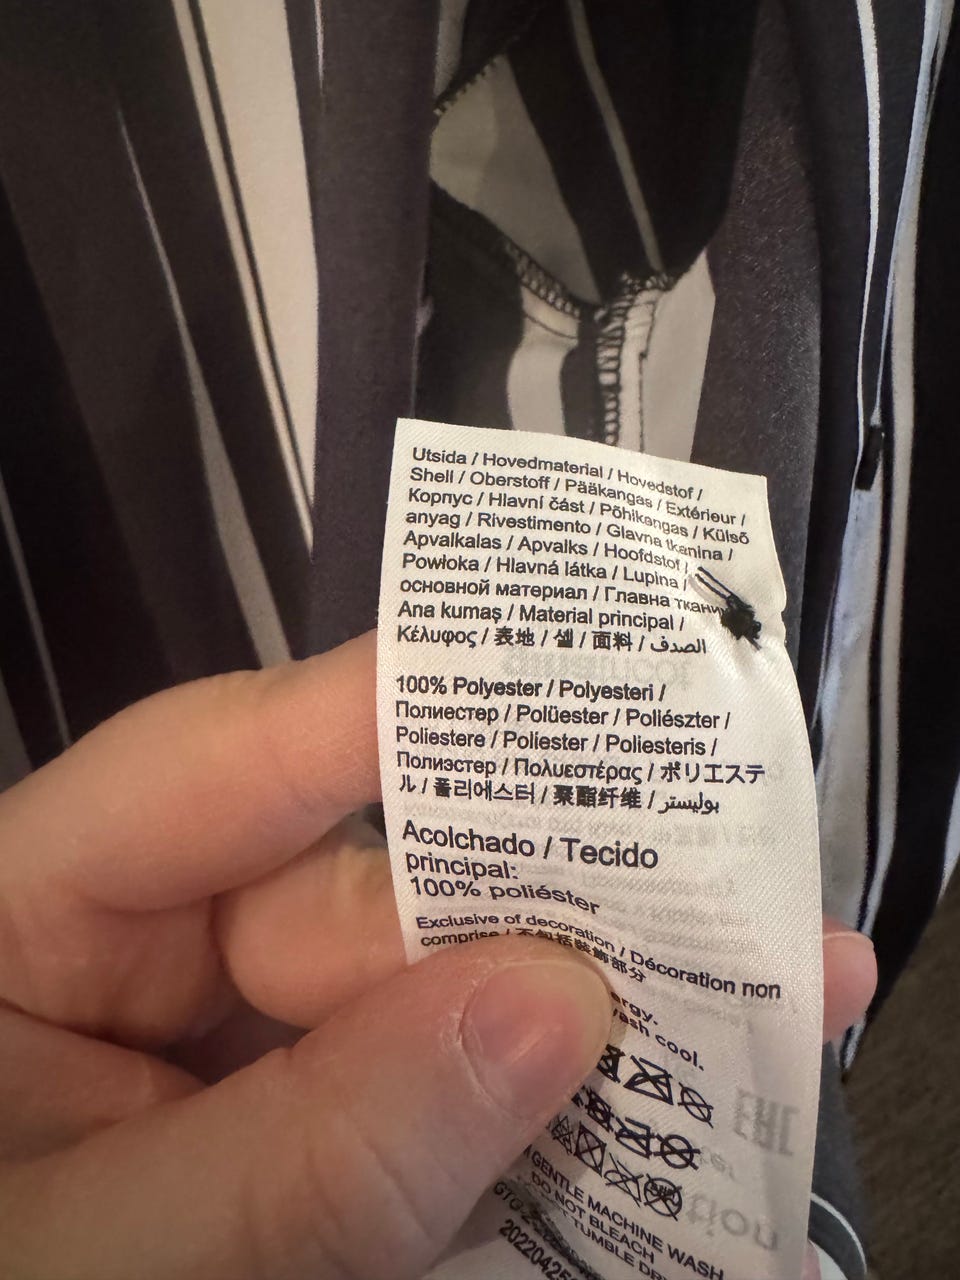 Utsida / Hovedmaterial / Hovedstof /
Shell / Oberstoff / Pääkangas / Extérieur /
Корпус / Hlavní část / Põhikangas / Külső
anyag / Rivestimento / Glavna tkanina /
Apvalkalas / Apvalks / Hoofdstof /
Powłoka / Hlavná látka / Lupina /
основной материал / Главна
Ana kumaş / Material principal /
Κέλυφος / 表地 / 셸 / 面料 / الصدف
100% Polyester / Polyesteri /
Полиестер / Polüester / Poliészter /
Poliestere / Poliester / Poliesteris /
Полиэстер / Πολυεστέρας / ポリエステ
ル / 폴리에스터 / 聚酯纤维 / بوليستر
Acolchado / Tecido
principal:
100% poliéster
Exclusive of decoration / Décoration non
comprise / 不包括装飾部分
cool.
GENTLE MACHINE WASH
DO NOT BLEACH
TUMBLE